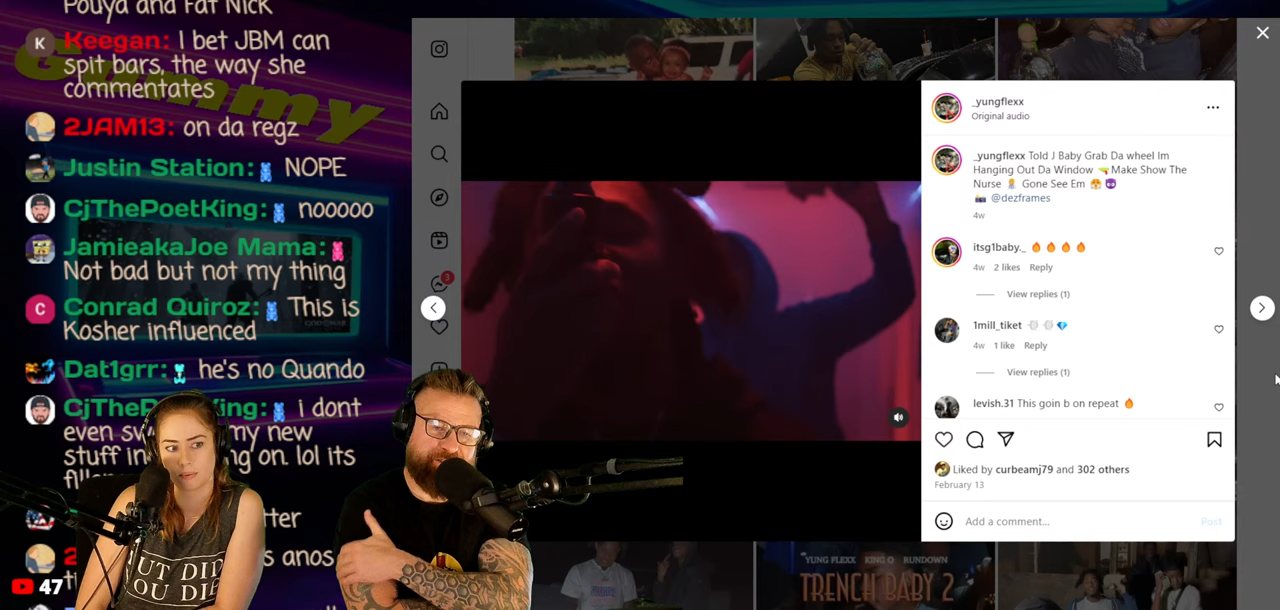 Pouya and Fat Nick
K
Keegan: I bet JBM can
spit bars, the way she
commentates
2JAM13: on da regz
Justin Station: NOPE
CjThePoetKing: nooooo
JamieakaJoe Mama:
Not bad but not my thing
C
Conrad Quiroz: This is
Kosher influenced
Dat1grr: he's no Quando
i dont
my new
on. lol its
47
3
_yungflexx
Original audio
_yungflexx Told J Baby Grab Da wheel Im
Hanging Out Da Window Make Show The
Nurse Gone See Em
@dezframes
4w
itsg1baby._
4w 2 likes Reply
View replies (1)
1mill_tiket
4w 1 like Reply
View replies (1)
levish.31 This goin b on repeat
Liked by curbeamj79 and 302 others
February 13
Add a comment...
Post
YUNG FLEXX KING O RUNDOWN
TRENCH BABY 2